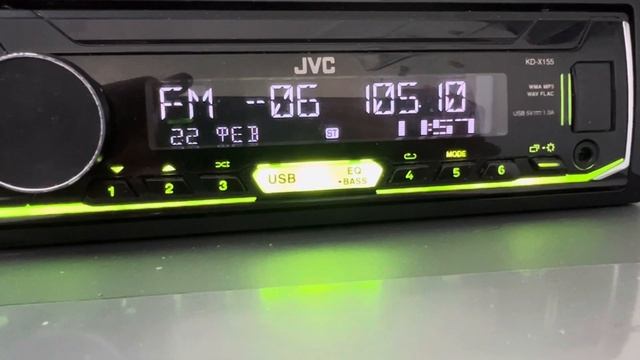 JVC
KD-X155
FM -06 105.10
WMA MP3
WAV FLAC
USB 5V 1.0A
22 ФЕВ ST 11:57
MODE
1 2 3 USB EQ 4 5 6
•BASS